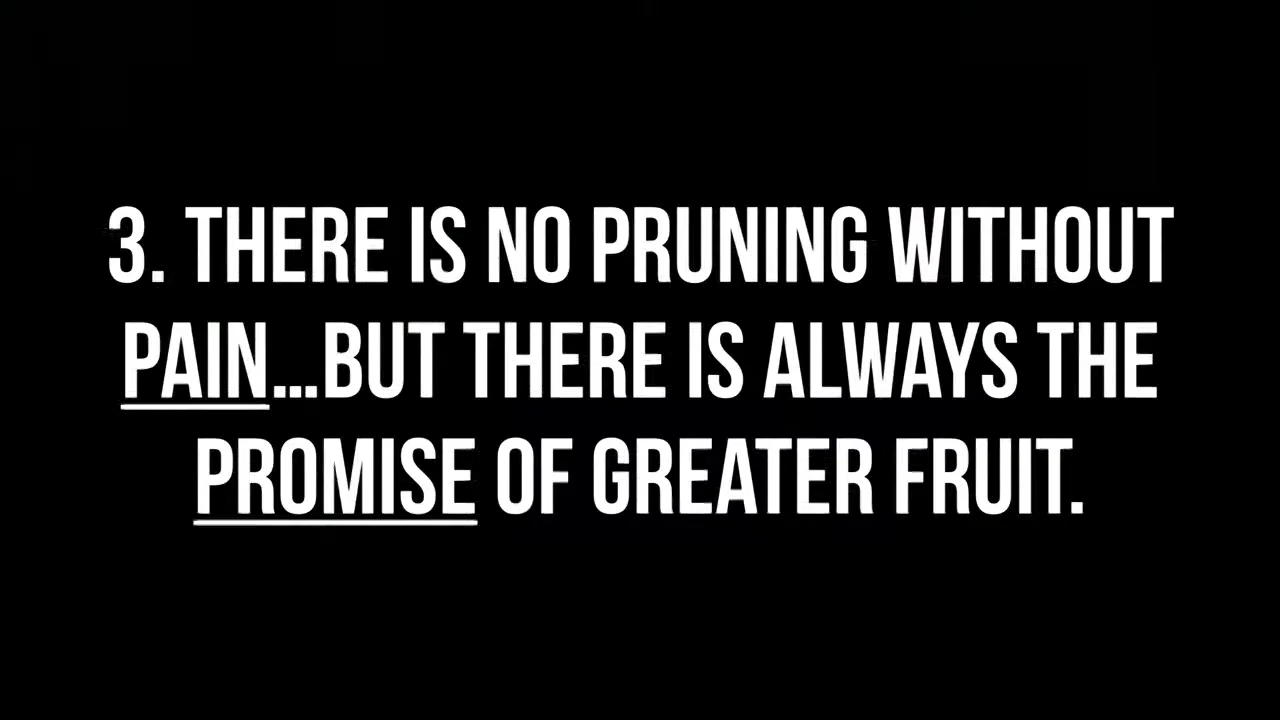 3. THERE IS NO PRUNING WITHOUT
PAIN...BUT THERE IS ALWAYS THE
PROMISE OF GREATER FRUIT.